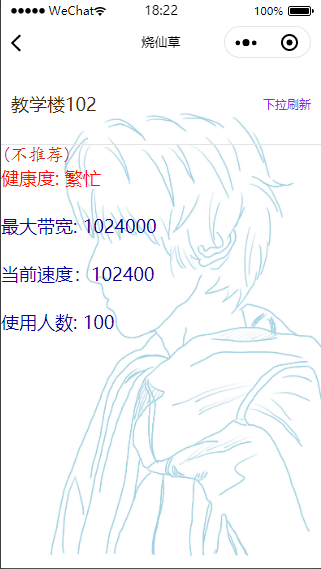 WeChat 18:22 100%
烧仙草
教学楼102 下拉刷新
(不推荐)
健康度: 繁忙
最大带宽: 1024000
当前速度：102400
使用人数: 100